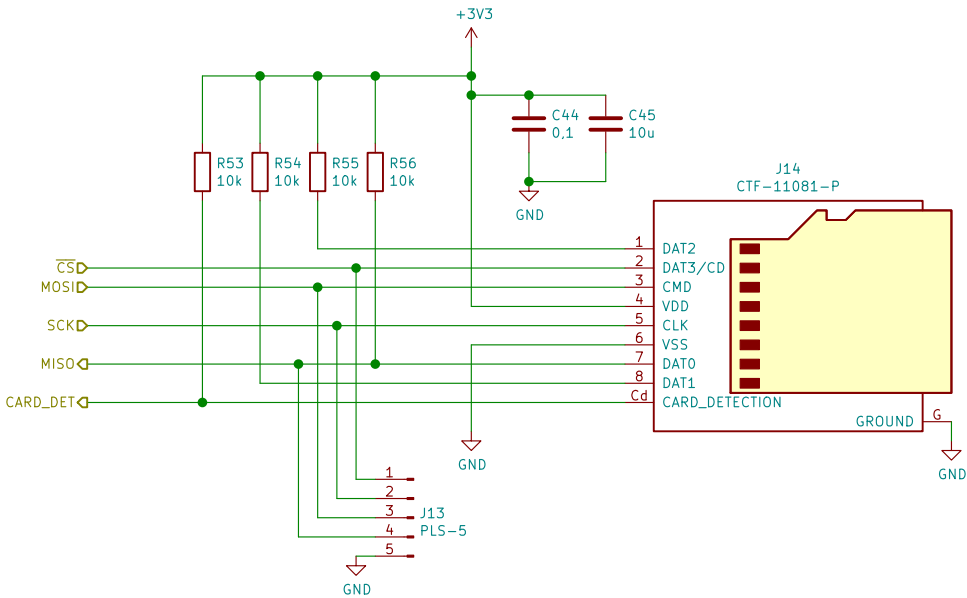 +3V3
C44
0,1
C45
10u
R53
10k
R54
10k
R55
10k
R56
10k
GND
J14
CTF-11081-P
1
DAT2
CS
2
DAT3/CD
MOSI
3
CMD
4
VDD
SCK
5
CLK
6
VSS
MISO
7
DAT0
8
DAT1
CARD_DET
Cd
CARD_DETECTION
GROUND
G
GND
GND
1
2
3
4
5
J13
PLS-5
GND